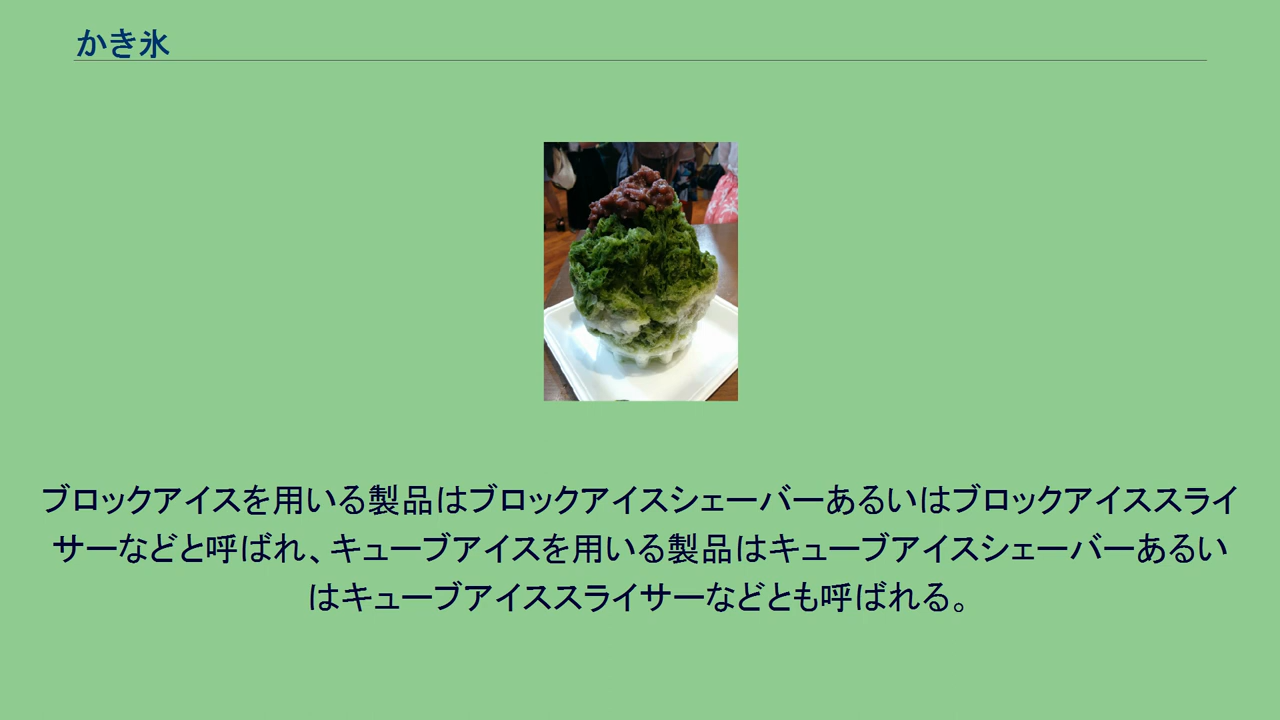 かき氷
ブロックアイスを用いる製品はブロックアイスシェーバーあるいはブロックアイススライ
サーなどと呼ばれ、キューブアイスを用いる製品はキューブアイスシェーバーあるい
はキューブアイススライサーなどとも呼ばれる。